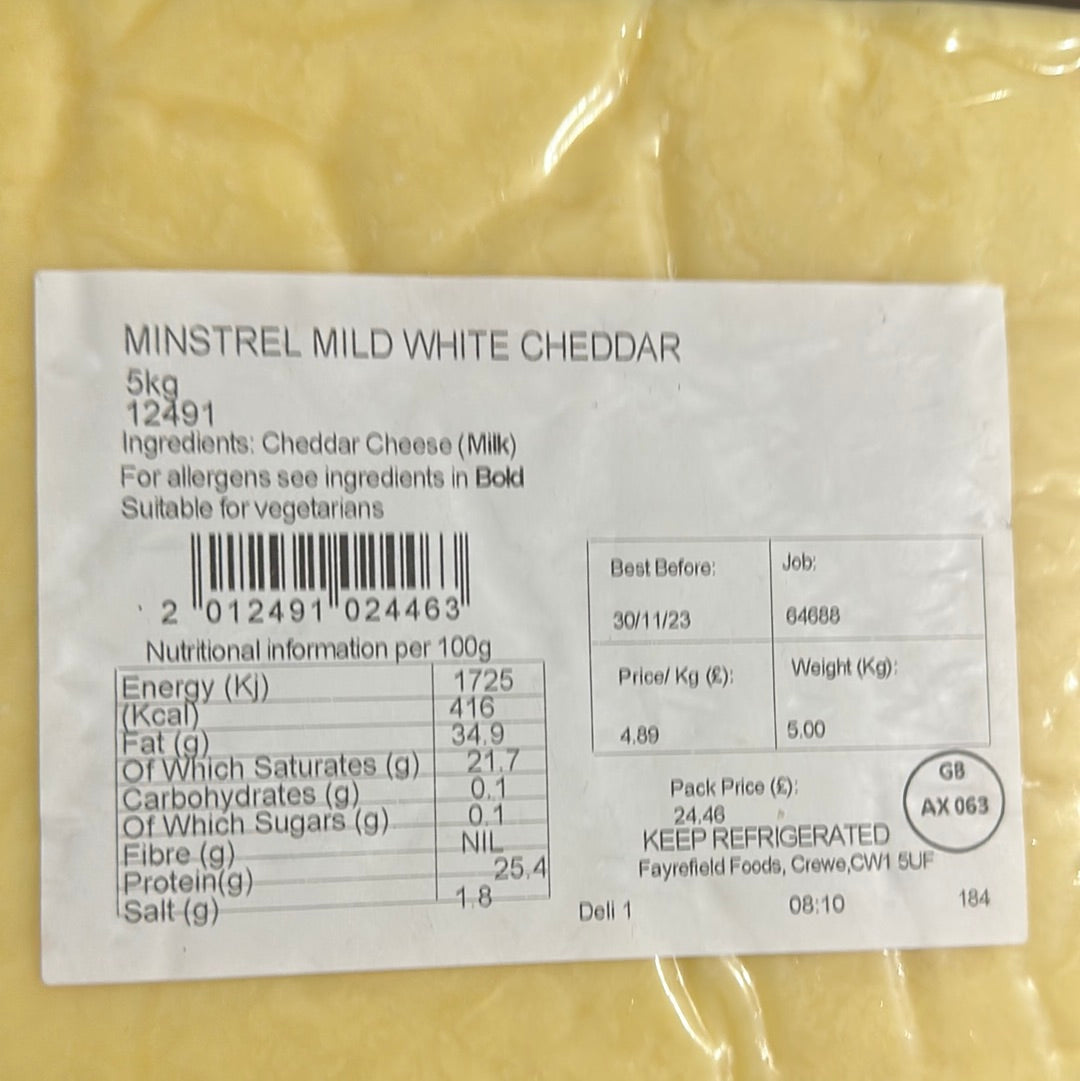 MINSTREL MILD WHITE CHEDDAR
5kg
12491
Ingredients: Cheddar Cheese (Milk)
For allergens see ingredients in Bold
Suitable for vegetarians
2 012491 024463
Nutritional information per 100g
Energy (Kj) 1725
(Kcal) 416
Fat (g) 34.9
Of Which Saturates (g) 21.7
Carbohydrates (g) 0.1
Of Which Sugars (g) 0.1
Fibre (g) NIL
Protein(g) 25.4
Salt (g) 1.8
Best Before: Job:
30/11/23 64688
Price/ Kg (£): Weight (Kg):
4.89 5.00
Pack Price (£):
24.46
KEEP REFRIGERATED
Fayrefield Foods, Crewe,CW1 5UF
GB
AX 063
Deli 1 08:10 184